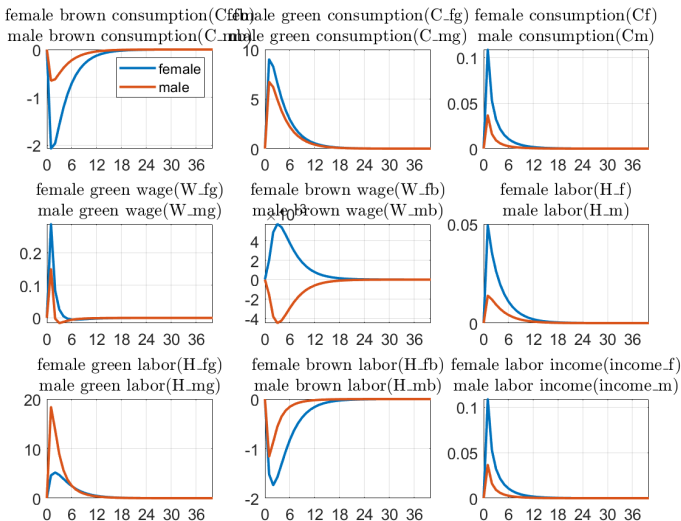 female brown consumption(C_fb) female green consumption(C_fg) female consumption(Cf)
male brown consumption(C_mb) male green consumption(C_mg) male consumption(Cm)
0 10 0.1
female
male
-1 5 0.05
-2 0 0
0 6 12 18 24 30 36 0 6 12 18 24 30 36 0 6 12 18 24 30 36
female green wage(W_fg) female brown wage(W_fb) female labor(H_f)
male green wage(W_mg) male brown wage(W_mb) male labor(H_m)
×10⁻³
0.2 4 0.05
0.1 2
0 0 0
-2
-4
0 6 12 18 24 30 36 0 6 12 18 24 30 36 0 6 12 18 24 30 36
female green labor(H_fg) female brown labor(H_fb) female labor income(income_f)
male green labor(H_mg) male brown labor(H_mb) male labor income(income_m)
20 0 0.1
10 -1 0.05
0 -2 0
0 6 12 18 24 30 36 0 6 12 18 24 30 36 0 6 12 18 24 30 36